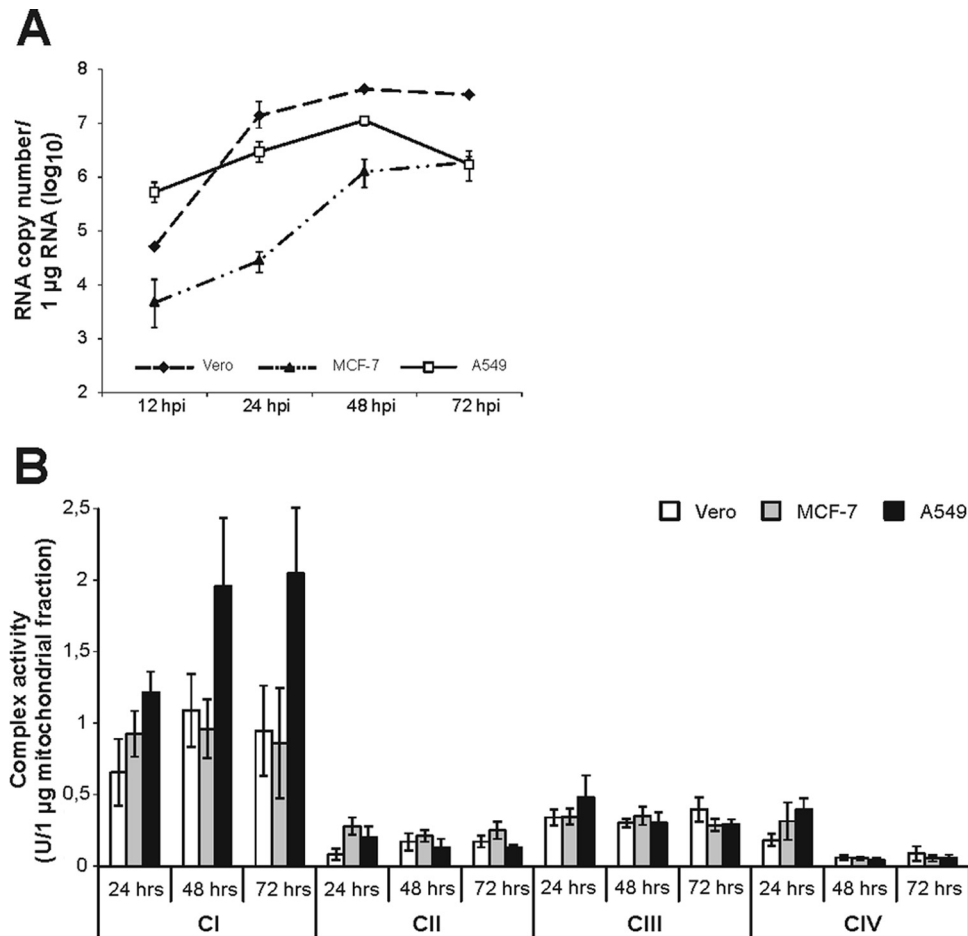 A
RNA copy number/
1 µg RNA (log10)
8
7
6
5
4
3
2
Vero MCF-7 A549
12 hpi 24 hpi 48 hpi 72 hpi
B
Complex activity
(U/1 µg mitochondrial fraction)
Vero MCF-7 A549
2,5
2
1,5
1
0,5
0
24 hrs 48 hrs 72 hrs 24 hrs 48 hrs 72 hrs 24 hrs 48 hrs 72 hrs 24 hrs 48 hrs 72 hrs
CI CII CIII CIV